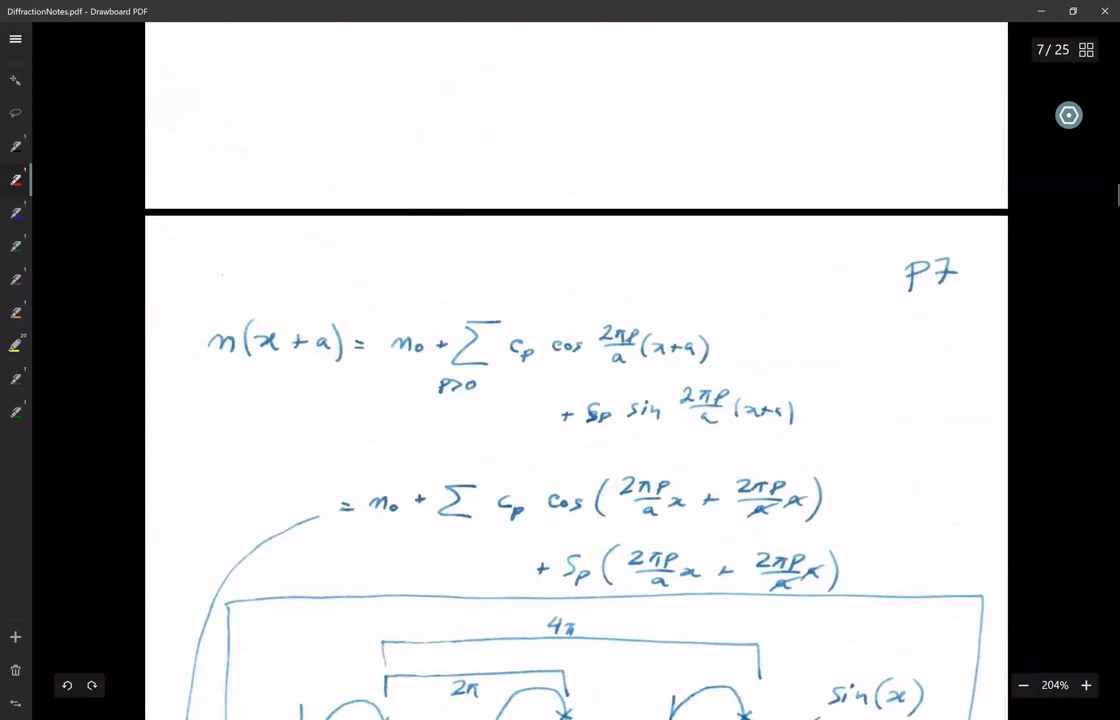 DiffractionNotes.pdf - Drawboard PDF
7 / 25
P7
n(x + a) = n₀ + ∑ cₚ cos 2πp/a (x+a)
p>0
+ Sₚ sin 2πp/a (x+a)
= n₀ + ∑ cₚ cos ( 2πp/a x + 2πp/a a )
+ Sₚ ( 2πp/a x + 2πp/a a )
4π
2π
sin(x)
204%